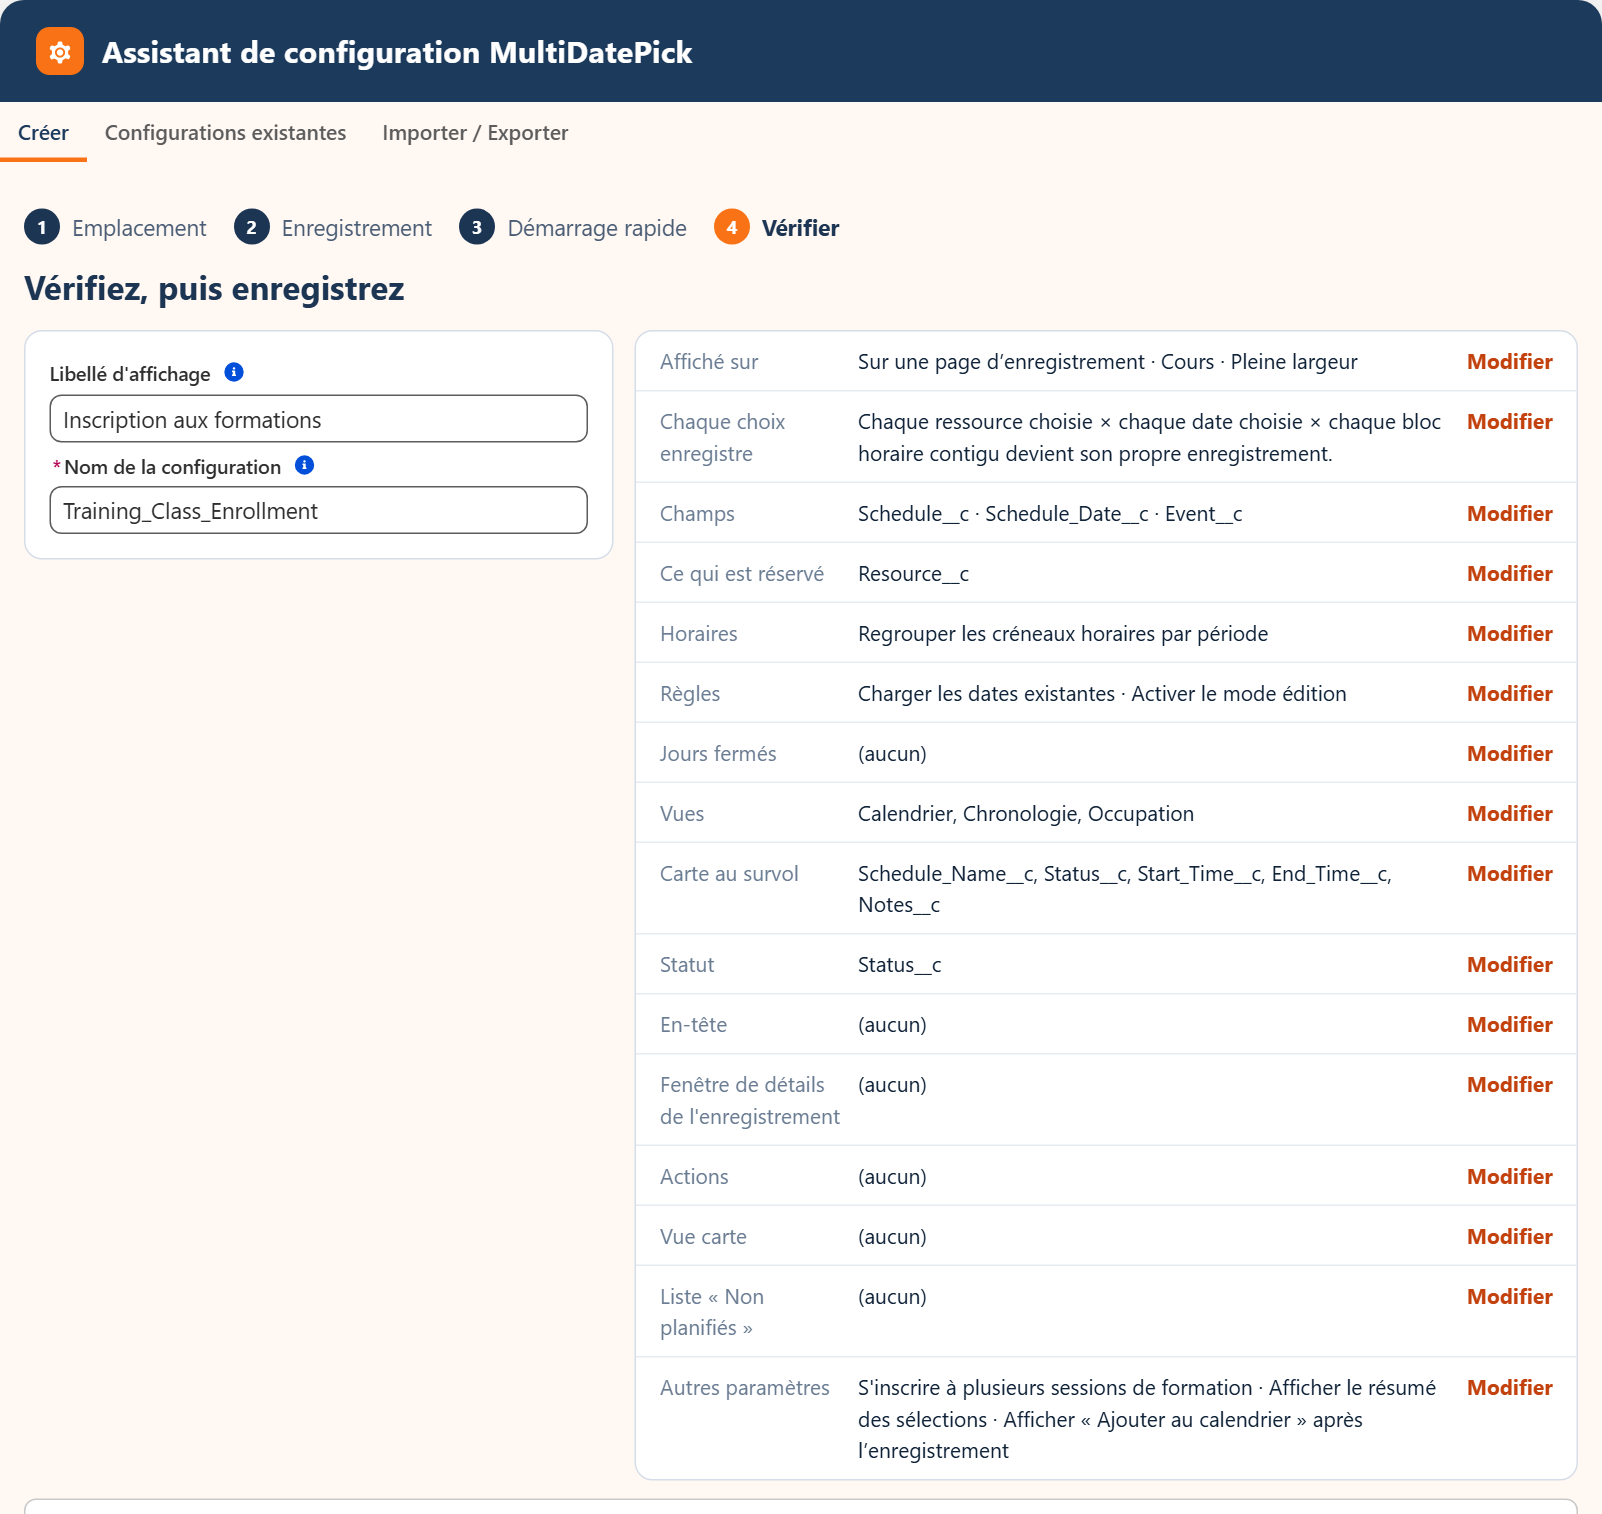 Assistant de configuration MultiDatePick
Créer
Configurations existantes
Importer / Exporter
1 Emplacement
2 Enregistrement
3 Démarrage rapide
4 Vérifier
Vérifiez, puis enregistrez
Libellé d'affichage
Inscription aux formations
*Nom de la configuration
Training_Class_Enrollment
Affiché sur
Sur une page d’enregistrement · Cours · Pleine largeur
Modifier
Chaque choix
enregistre
Chaque ressource choisie × chaque date choisie × chaque bloc
horaire contigu devient son propre enregistrement.
Modifier
Champs
Schedule__c · Schedule_Date__c · Event__c
Modifier
Ce qui est réservé
Resource__c
Modifier
Horaires
Regrouper les créneaux horaires par période
Modifier
Règles
Charger les dates existantes · Activer le mode édition
Modifier
Jours fermés
(aucun)
Modifier
Vues
Calendrier, Chronologie, Occupation
Modifier
Carte au survol
Schedule_Name__c, Status__c, Start_Time__c, End_Time__c,
Notes__c
Modifier
Statut
Status__c
Modifier
En-tête
(aucun)
Modifier
Fenêtre de détails
de l'enregistrement
(aucun)
Modifier
Actions
(aucun)
Modifier
Vue carte
(aucun)
Modifier
Liste « Non
planifiés »
(aucun)
Modifier
Autres paramètres
S'inscrire à plusieurs sessions de formation · Afficher le résumé
des sélections · Afficher « Ajouter au calendrier » après
l’enregistrement
Modifier